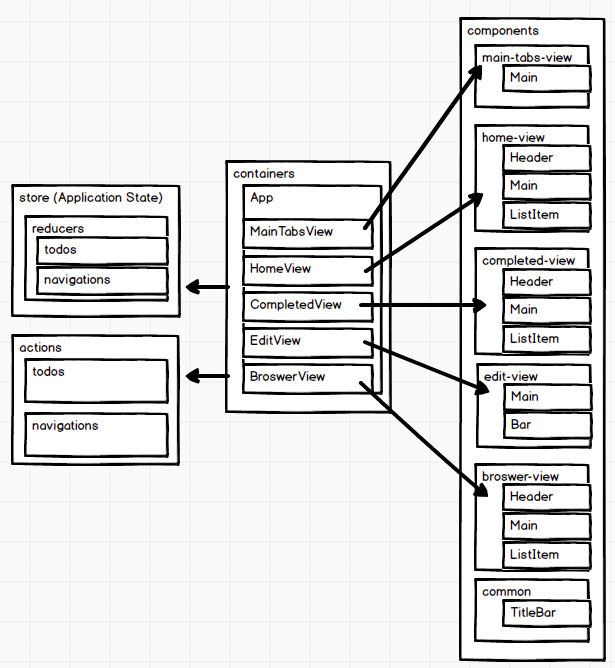 store (Application State)
reducers
todos
navigations
actions
todos
navigations
containers
App
MainTabsView
HomeView
CompletedView
EditView
BroswerView
components
main-tabs-view
Main
home-view
Header
Main
ListItem
completed-view
Header
Main
ListItem
edit-view
Main
Bar
broswer-view
Header
Main
ListItem
common
TitleBar